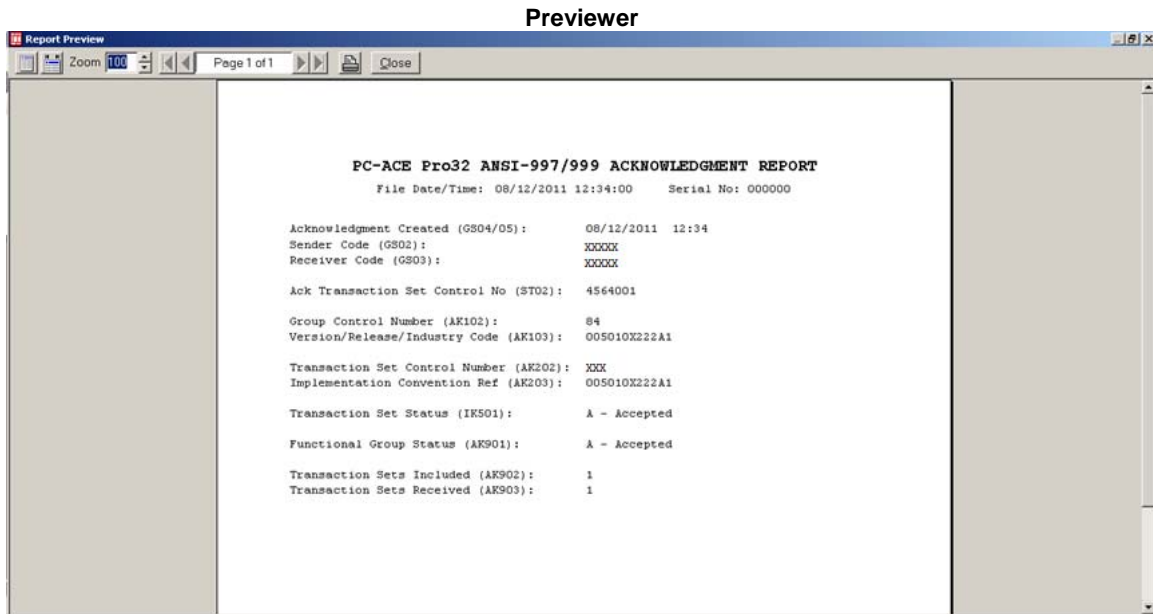 Previewer
Report Preview
Zoom 100 Page 1 of 1 Close
PC-ACE Pro32 ANSI-997/999 ACKNOWLEDGMENT REPORT
File Date/Time: 08/12/2011 12:34:00 Serial No: 000000
Acknowledgment Created (GS04/05): 08/12/2011 12:34
Sender Code (GS02): XXXXX
Receiver Code (GS03): XXXXX
Ack Transaction Set Control No (ST02): 4564001
Group Control Number (AK102): 84
Version/Release/Industry Code (AK103): 005010X222A1
Transaction Set Control Number (AK202): XXX
Implementation Convention Ref (AK203): 005010X222A1
Transaction Set Status (IK501): A - Accepted
Functional Group Status (AK901): A - Accepted
Transaction Sets Included (AK902): 1
Transaction Sets Received (AK903): 1